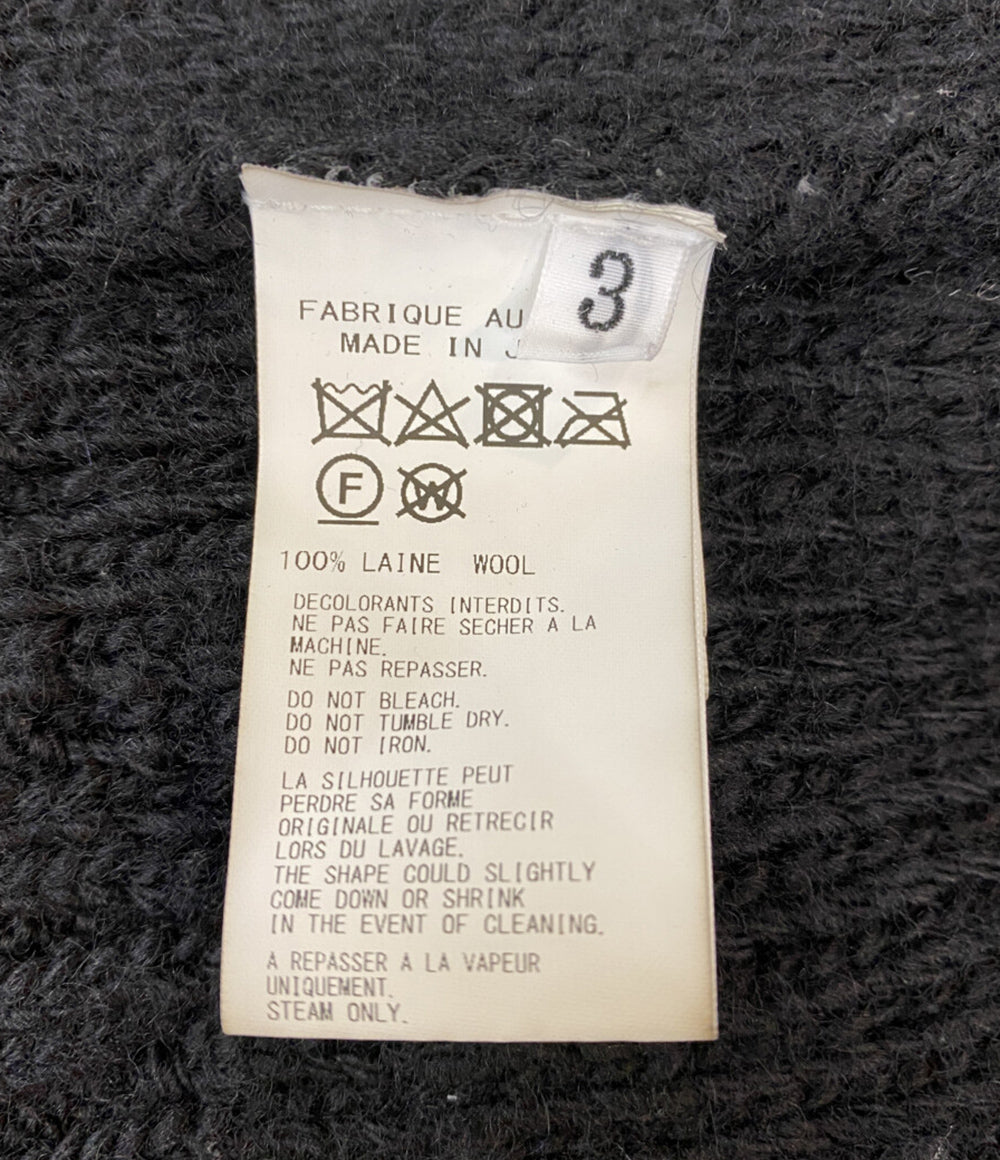 3
FABRIQUE AU
MADE IN J
F
W
100% LAINE WOOL
DECOLORANTS INTERDITS.
NE PAS FAIRE SECHER A LA
MACHINE.
NE PAS REPASSER.
DO NOT BLEACH.
DO NOT TUMBLE DRY.
DO NOT IRON.
LA SILHOUETTE PEUT
PERDRE SA FORME
ORIGINALE OU RETRECIR
LORS DU LAVAGE.
THE SHAPE COULD SLIGHTLY
COME DOWN OR SHRINK
IN THE EVENT OF CLEANING.
A REPASSER A LA VAPEUR
UNIQUEMENT.
STEAM ONLY.